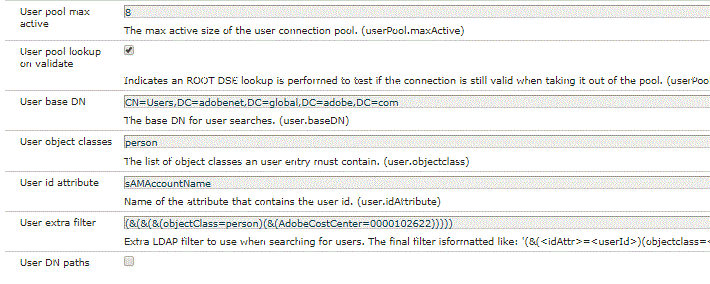 User pool max active
8
The max active size of the user connection pool. (userPool.maxActive)
User pool lookup on validate
Indicates an ROOT DSE lookup is performed to test if the connection is still valid when taking it out of the pool. (userPoo
User base DN
CN=Users,DC=adobenet,DC=global,DC=adobe,DC=com
The base DN for user searches. (user.baseDN)
User object classes
person
The list of object classes an user entry must contain. (user.objectclass)
User id attribute
sAMAccountName
Name of the attribute that contains the user id. (user.idAttribute)
User extra filter
(&(&(&(objectClass=person)(&(AdobeCostCenter=0000102622)))))
Extra LDAP filter to use when searching for users. The final filter isformatted like: '(&(<idAttr>=<userId>)(objectclass=<
User DN paths